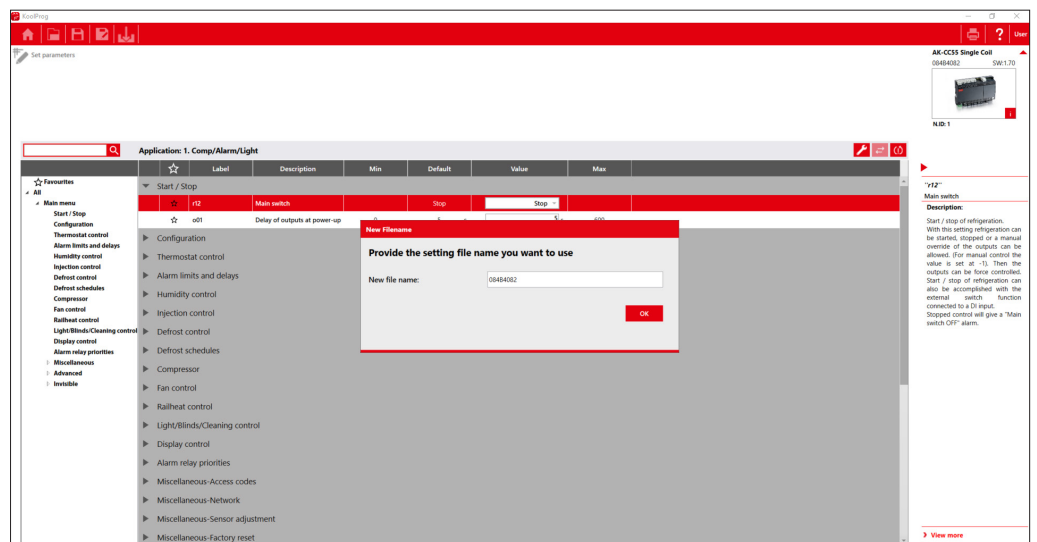 KoolProg
User
Set parameters
AK-CC55 Single Coil
084B4082 SW:1.70
N.ID: 1
Application: 1. Comp/Alarm/Light
Label Description Min Default Value Max
Favourites
All
Main menu
Start / Stop
Configuration
Thermostat control
Alarm limits and delays
Humidity control
Injection control
Defrost control
Defrost schedules
Compressor
Fan control
Railheat control
Light/Blinds/Cleaning control
Display control
Alarm relay priorities
Miscellaneous
Advanced
Invisible
Start / Stop
r12 Main switch Stop Stop
o01 Delay of outputs at power-up 0 5 5 600
Configuration
Thermostat control
Alarm limits and delays
Humidity control
Injection control
Defrost control
Defrost schedules
Compressor
Fan control
Railheat control
Light/Blinds/Cleaning control
Display control
Alarm relay priorities
Miscellaneous-Access codes
Miscellaneous-Network
Miscellaneous-Sensor adjustment
Miscellaneous-Factory reset
New Filename
Provide the setting file name you want to use
New file name: 084B4082
OK
"r12"
Main switch
Description:
Start / stop of refrigeration.
With this setting refrigeration can
be started, stopped or a manual
override of the outputs can be
allowed. (For manual control the
value is set at -1). Then the
outputs can be force controlled.
Start / stop of refrigeration can
also be accomplished with the
external switch function
connected to a DI input.
Stopped control will give a "Main
switch OFF" alarm.
View more